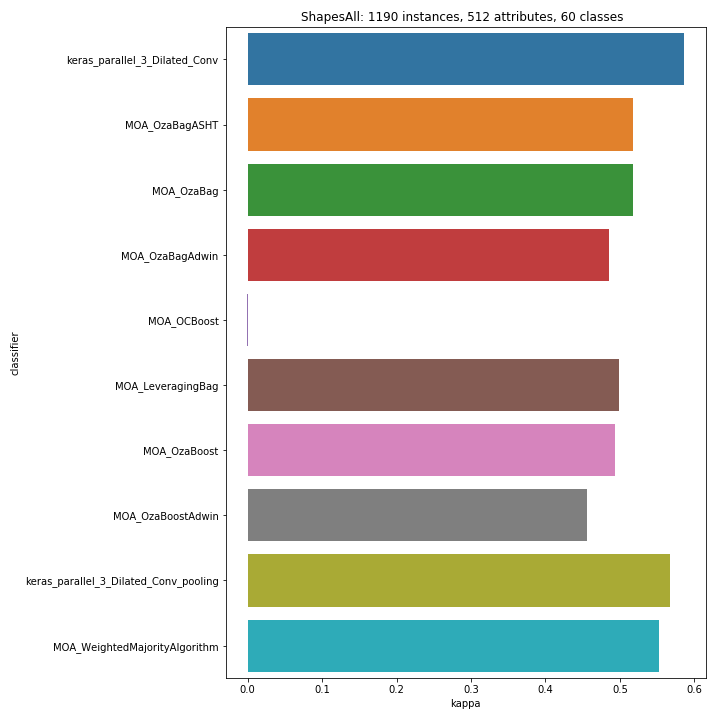 ShapesAll: 1190 instances, 512 attributes, 60 classes
keras_parallel_3_Dilated_Conv
MOA_OzaBagASHT
MOA_OzaBag
MOA_OzaBagAdwin
MOA_OCBoost
MOA_LeveragingBag
MOA_OzaBoost
MOA_OzaBoostAdwin
keras_parallel_3_Dilated_Conv_pooling
MOA_WeightedMajorityAlgorithm
classifier
0.0 0.1 0.2 0.3 0.4 0.5 0.6
kappa